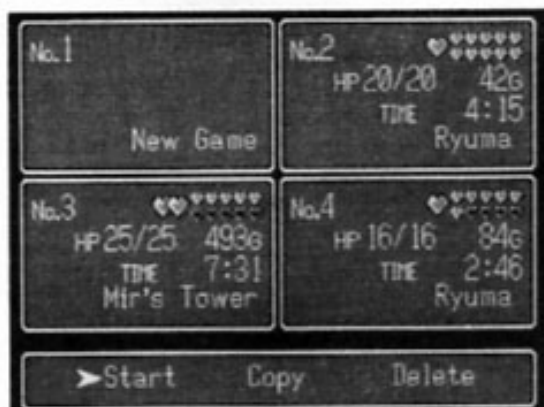 No.1
New Game
No.2
HP 20/20 42G
TIME 4:15
Ryuma
No.3
HP 25/25 493G
TIME 7:31
Mir's Tower
No.4
HP 16/16 84G
TIME 2:46
Ryuma
Start Copy Delete